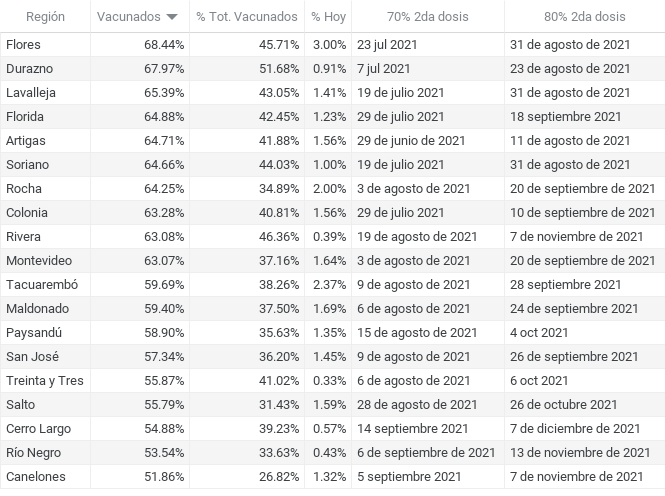 Región Vacunados % Tot. Vacunados % Hoy 70% 2da dosis 80% 2da dosis
Flores 68.44% 45.71% 3.00% 23 jul 2021 31 de agosto de 2021
Durazno 67.97% 51.68% 0.91% 7 jul 2021 23 de agosto de 2021
Lavalleja 65.39% 43.05% 1.41% 19 de julio 2021 31 de agosto de 2021
Florida 64.88% 42.45% 1.23% 29 de julio 2021 18 septiembre 2021
Artigas 64.71% 41.88% 1.56% 29 de junio de 2021 11 de agosto de 2021
Soriano 64.66% 44.03% 1.00% 19 de julio 2021 31 de agosto de 2021
Rocha 64.25% 34.89% 2.00% 3 de agosto de 2021 20 de septiembre de 2021
Colonia 63.28% 40.81% 1.56% 29 de julio 2021 10 de septiembre de 2021
Rivera 63.08% 46.36% 0.39% 19 de agosto de 2021 7 de noviembre de 2021
Montevideo 63.07% 37.16% 1.64% 3 de agosto de 2021 20 de septiembre de 2021
Tacuarembó 59.69% 38.26% 2.37% 9 de agosto de 2021 28 septiembre 2021
Maldonado 59.40% 37.50% 1.69% 6 de agosto de 2021 24 de septiembre de 2021
Paysandú 58.90% 35.63% 1.35% 15 de agosto de 2021 4 oct 2021
San José 57.34% 36.20% 1.45% 9 de agosto de 2021 26 de septiembre de 2021
Treinta y Tres 55.87% 41.02% 0.33% 6 de agosto de 2021 6 oct 2021
Salto 55.79% 31.43% 1.59% 28 de agosto de 2021 26 de octubre de 2021
Cerro Largo 54.88% 39.23% 0.57% 14 septiembre 2021 7 de diciembre de 2021
Río Negro 53.54% 33.63% 0.43% 6 de septiembre de 2021 13 de noviembre de 2021
Canelones 51.86% 26.82% 1.32% 5 septiembre 2021 7 de noviembre de 2021